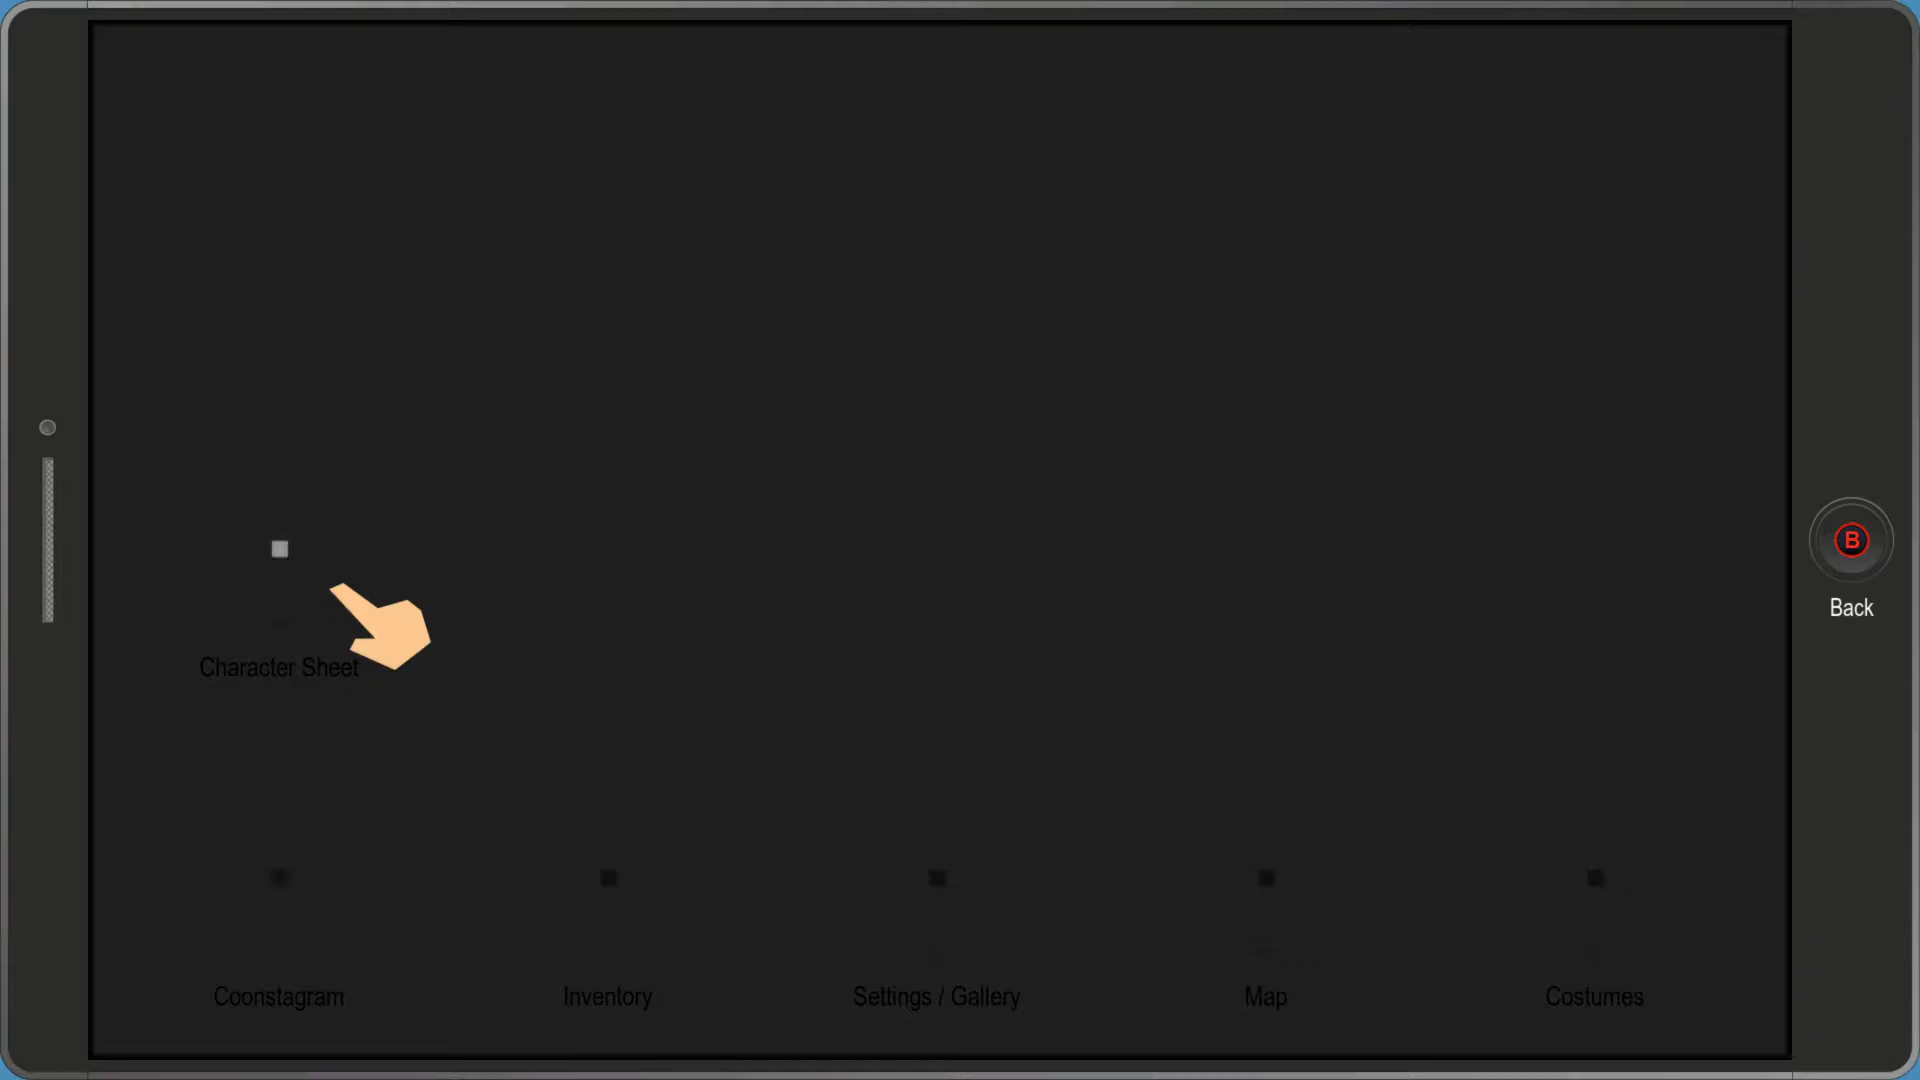 B
Back
Character Sheet
Coonstagram
Inventory
Settings / Gallery
Map
Costumes